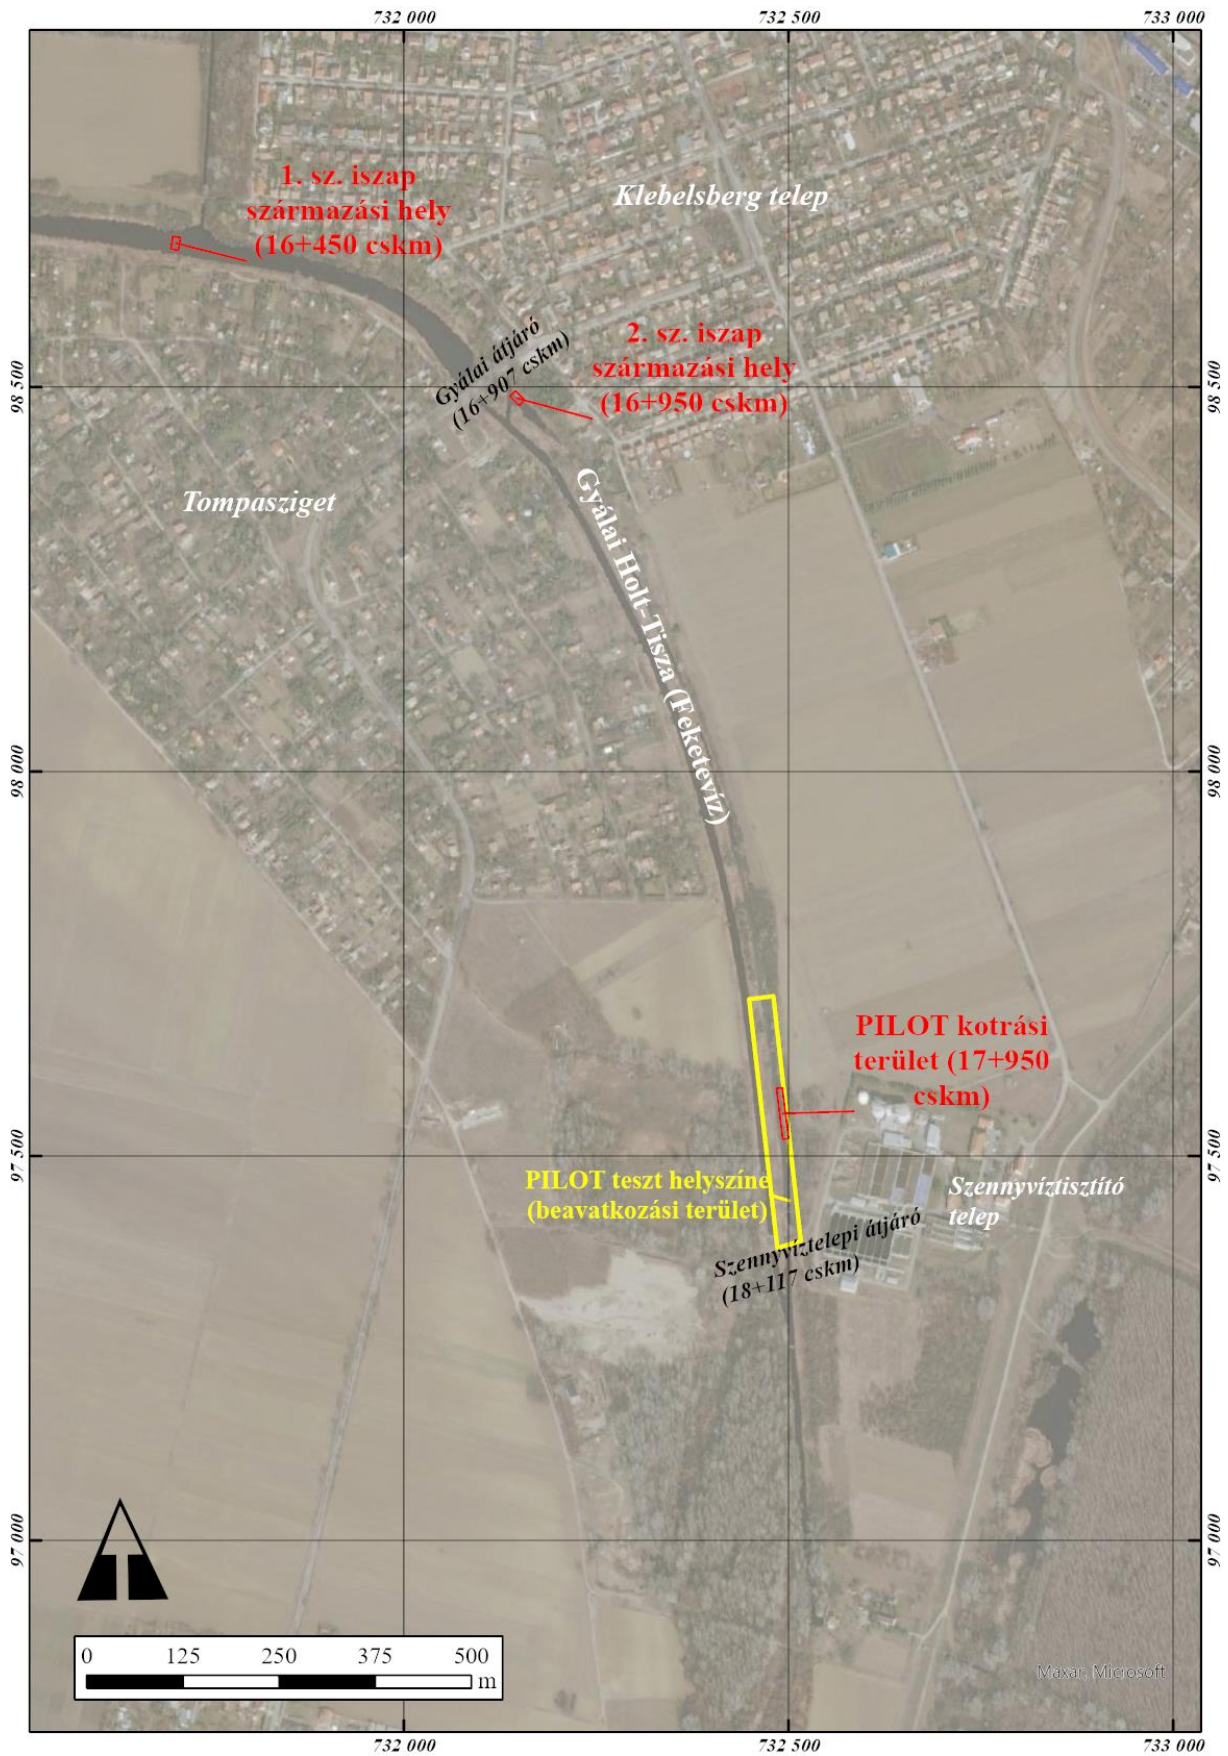 732 000
732 500
733 000
1. sz. iszap
származási hely
(16+450 cskm)
Klebelsberg telep
2. sz. iszap
származási hely
(16+950 cskm)
Gyálai átjáró
(16+907 cskm)
98 500
98 500
Tompasziget
Gyálai Holt-Tisza (Feketevíz)
98 000
98 000
PILOT kotrási
terület (17+950
cskm)
97 500
97 500
PILOT teszt helyszíne
(beavatkozási terület)
Szennyvíztisztító
telep
Szennyvíztelepi átjáró
(18+117 cskm)
97 000
97 000
0 125 250 375 500
m
Maxar, Microsoft
732 000
732 500
733 000